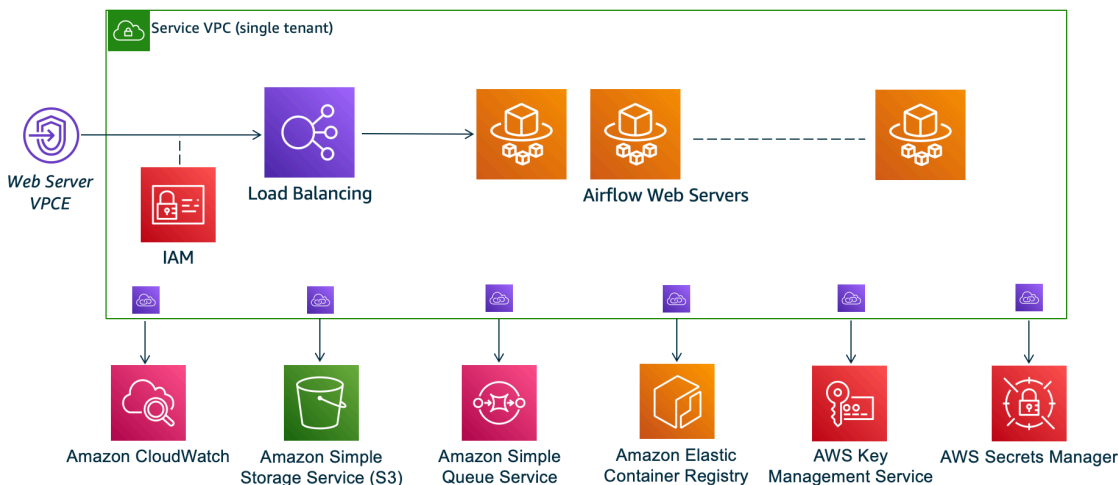 Service VPC (single tenant)
Web Server
VPCE
Load Balancing
Airflow Web Servers
IAM
Amazon CloudWatch
Amazon Simple
Storage Service (S3)
Amazon Simple
Queue Service
Amazon Elastic
Container Registry
AWS Key
Management Service
AWS Secrets Manager